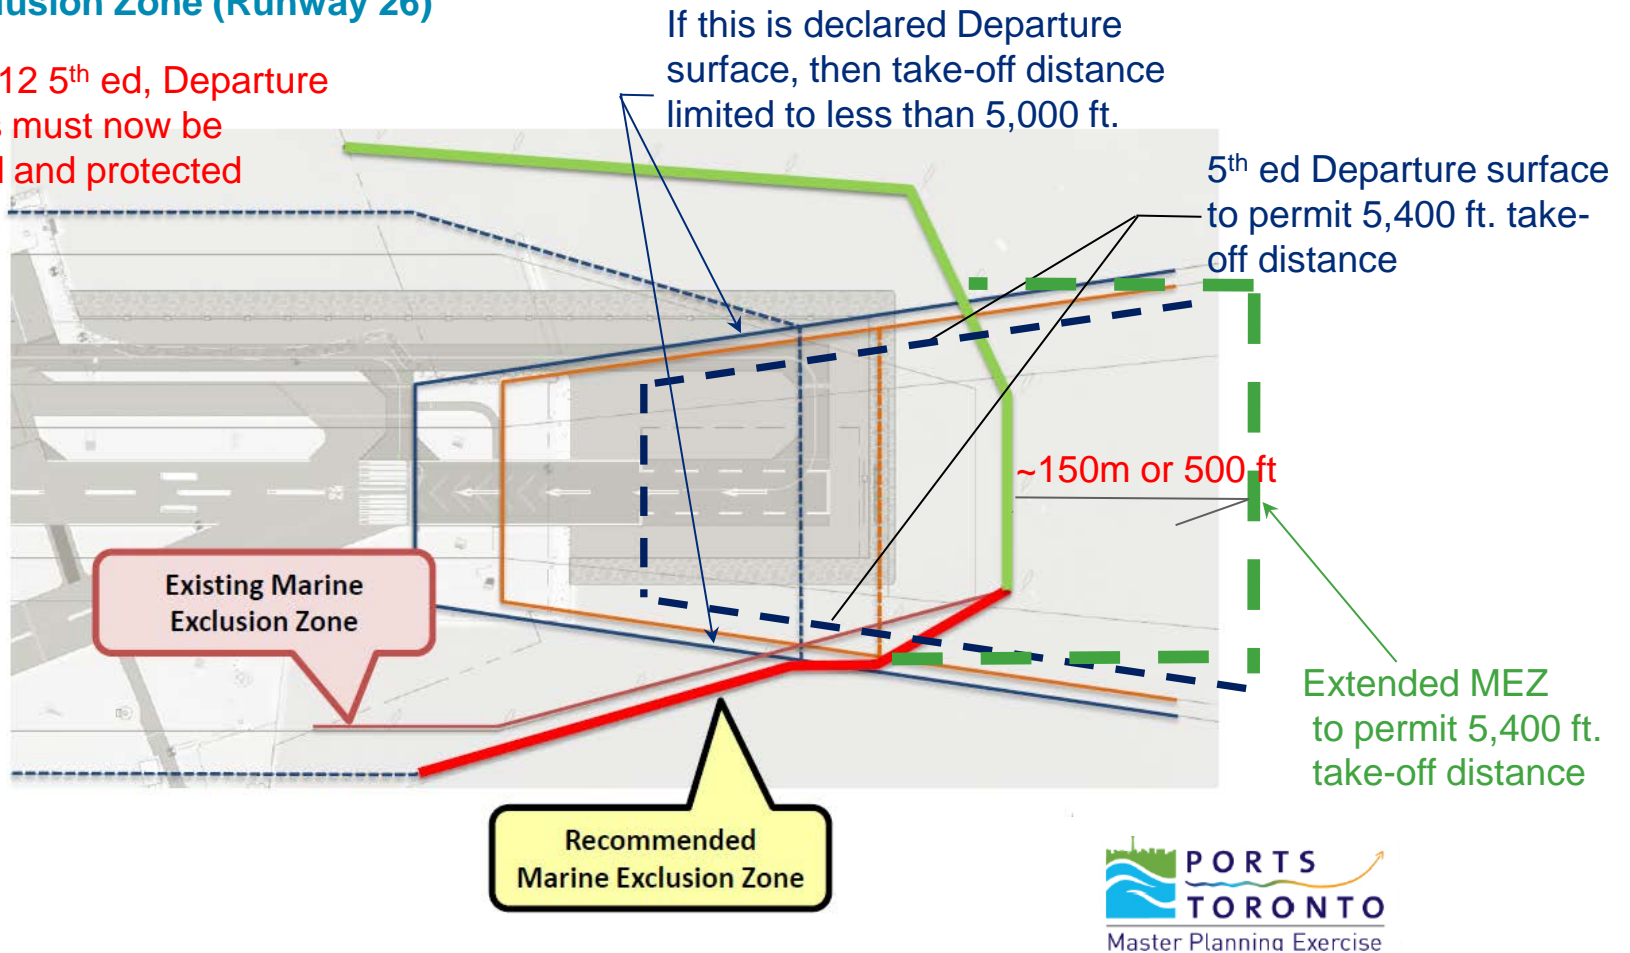 lusion Zone (Runway 26)
12 5th ed, Departure
s must now be
and protected
If this is declared Departure
surface, then take-off distance
limited to less than 5,000 ft.
5th ed Departure surface
to permit 5,400 ft. take-
off distance
~150m or 500 ft
26
Existing Marine
Exclusion Zone
Extended MEZ
to permit 5,400 ft.
take-off distance
Recommended
Marine Exclusion Zone
PORTS
TORONTO
Master Planning Exercise